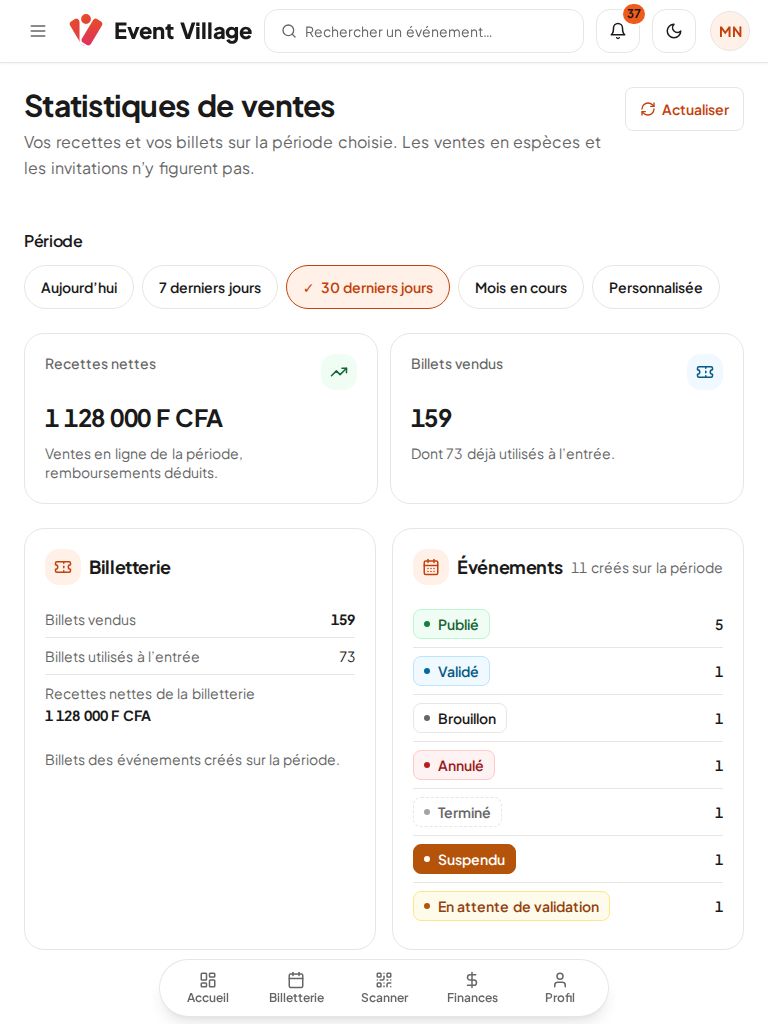 Event Village
Rechercher un événement…
37
MN
Statistiques de ventes
Actualiser
Vos recettes et vos billets sur la période choisie. Les ventes en espèces et
les invitations n’y figurent pas.
Période
Aujourd’hui
7 derniers jours
✓ 30 derniers jours
Mois en cours
Personnalisée
Recettes nettes
1 128 000 F CFA
Ventes en ligne de la période,
remboursements déduits.
Billets vendus
159
Dont 73 déjà utilisés à l’entrée.
Billetterie
Billets vendus 159
Billets utilisés à l’entrée 73
Recettes nettes de la billetterie
1 128 000 F CFA
Billets des événements créés sur la période.
Événements 11 créés sur la période
Publié 5
Validé 1
Brouillon 1
Annulé 1
Terminé 1
Suspendu 1
En attente de validation 1
Accueil
Billetterie
Scanner
Finances
Profil